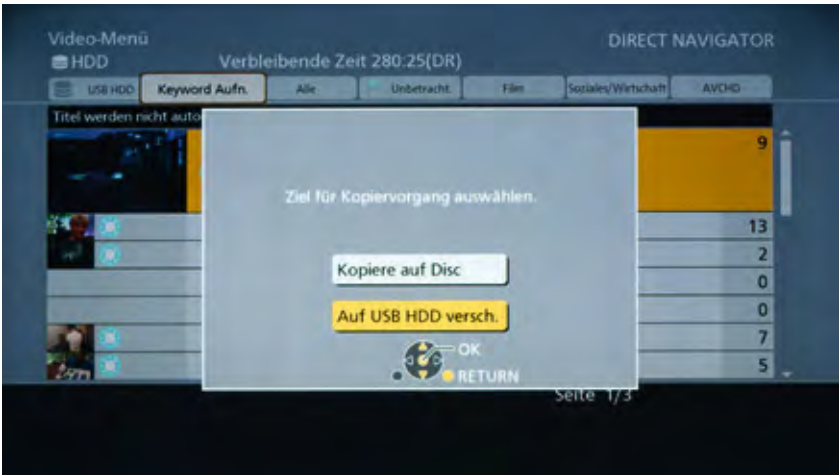 Video-Menü
DIRECT NAVIGATOR
HDD
Verbleibende Zeit 280:25(DR)
USB HDD
Keyword Aufn.
Alle
Unbetracht.
Film
Soziales/Wirtschaft
AVCHD
Titel werden nicht auto
9
Ziel für Kopiervorgang auswählen.
13
2
Kopiere auf Disc
0
Auf USB HDD versch.
0
OK
7
RETURN
5
Seite 1/3